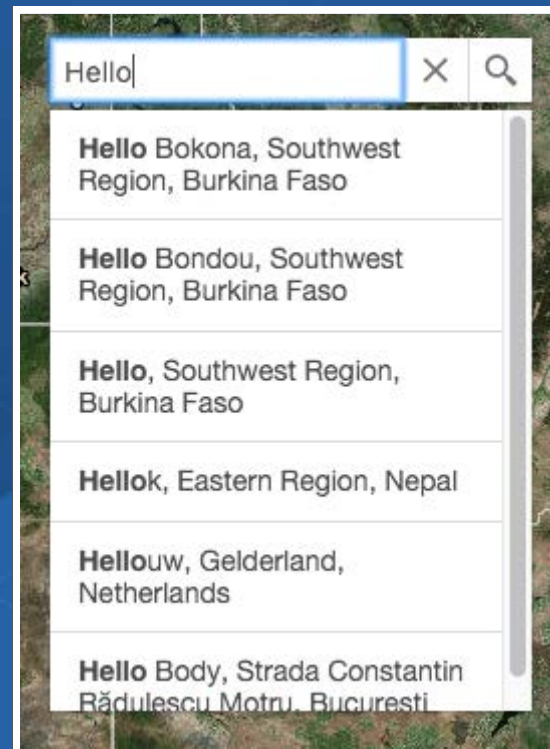 Hello
Hello Bokona, Southwest
Region, Burkina Faso
Hello Bondou, Southwest
Region, Burkina Faso
Hello, Southwest Region,
Burkina Faso
Hellok, Eastern Region, Nepal
Hellouw, Gelderland,
Netherlands
Hello Body, Strada Constantin
Rădulescu Motru, București